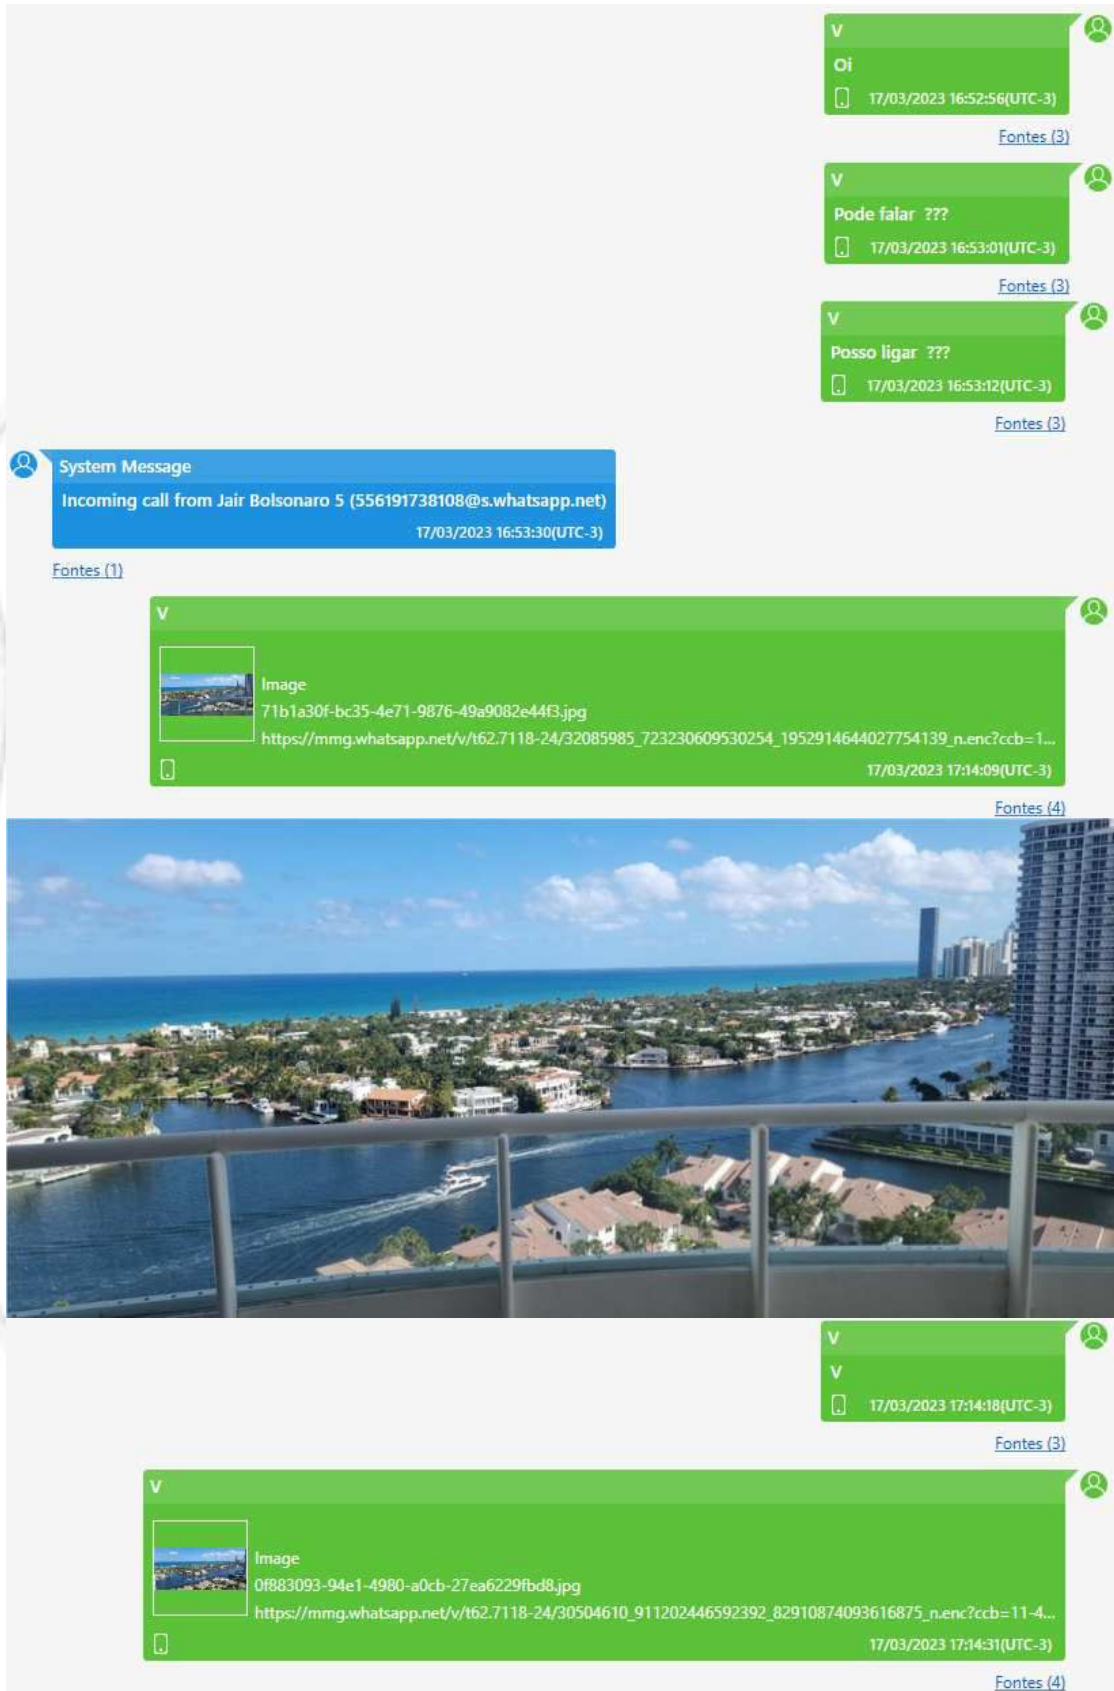 V
Oi
17/03/2023 16:52:56(UTC-3)
Fontes (3)
V
Pode falar ???
17/03/2023 16:53:01(UTC-3)
Fontes (3)
V
Posso ligar ???
17/03/2023 16:53:12(UTC-3)
Fontes (3)
System Message
Incoming call from Jair Bolsonaro 5 (556191738108@s.whatsapp.net)
17/03/2023 16:53:30(UTC-3)
Fontes (1)
V
Image
71b1a30f-bc35-4e71-9876-49a9082e44f3.jpg
https://mmg.whatsapp.net/v/t62.7118-24/32085985_723230609530254_1952914644027754139_n.enc?ccb=1...
17/03/2023 17:14:09(UTC-3)
Fontes (4)
V
V
17/03/2023 17:14:18(UTC-3)
Fontes (3)
V
Image
0f883093-94e1-4980-a0cb-27ea6229fbd8.jpg
https://mmg.whatsapp.net/v/t62.7118-24/30504610_911202446592392_82910874093616875_n.enc?ccb=11-4...
17/03/2023 17:14:31(UTC-3)
Fontes (4)